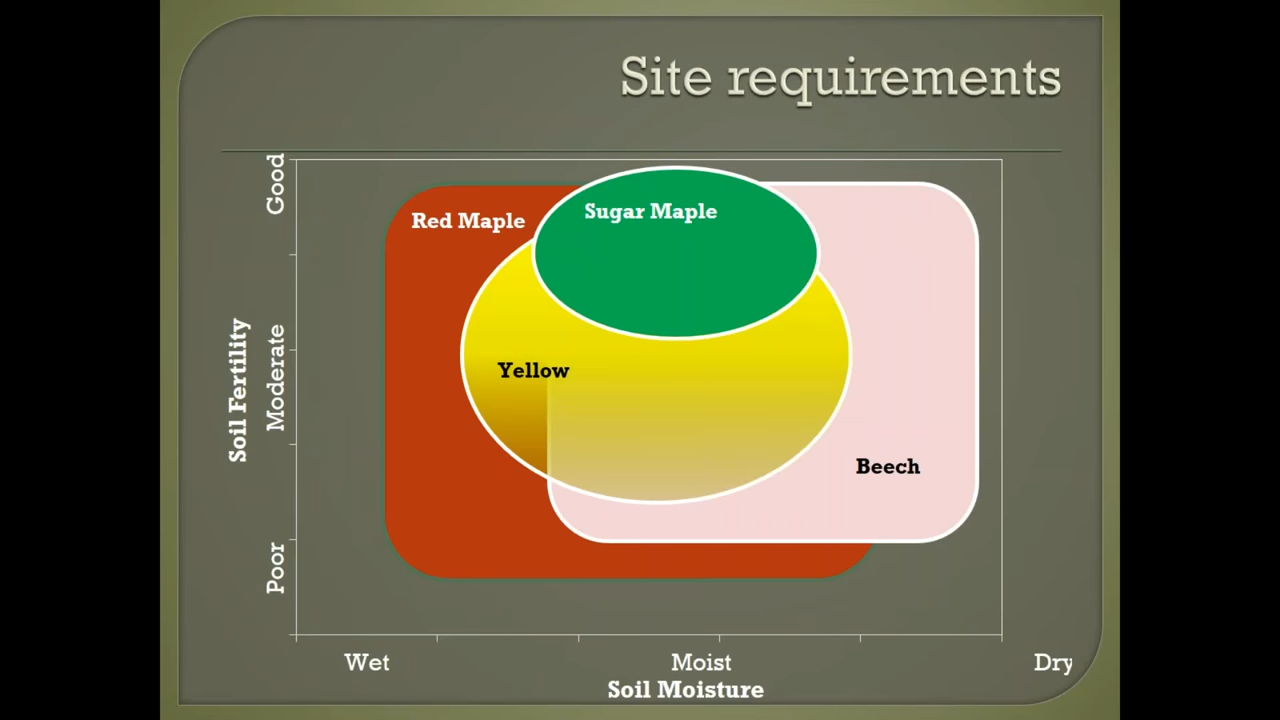 Site requirements
Good
Moderate
Poor
Soil Fertility
Red Maple
Sugar Maple
Yellow
Beech
Wet
Moist
Dry
Soil Moisture